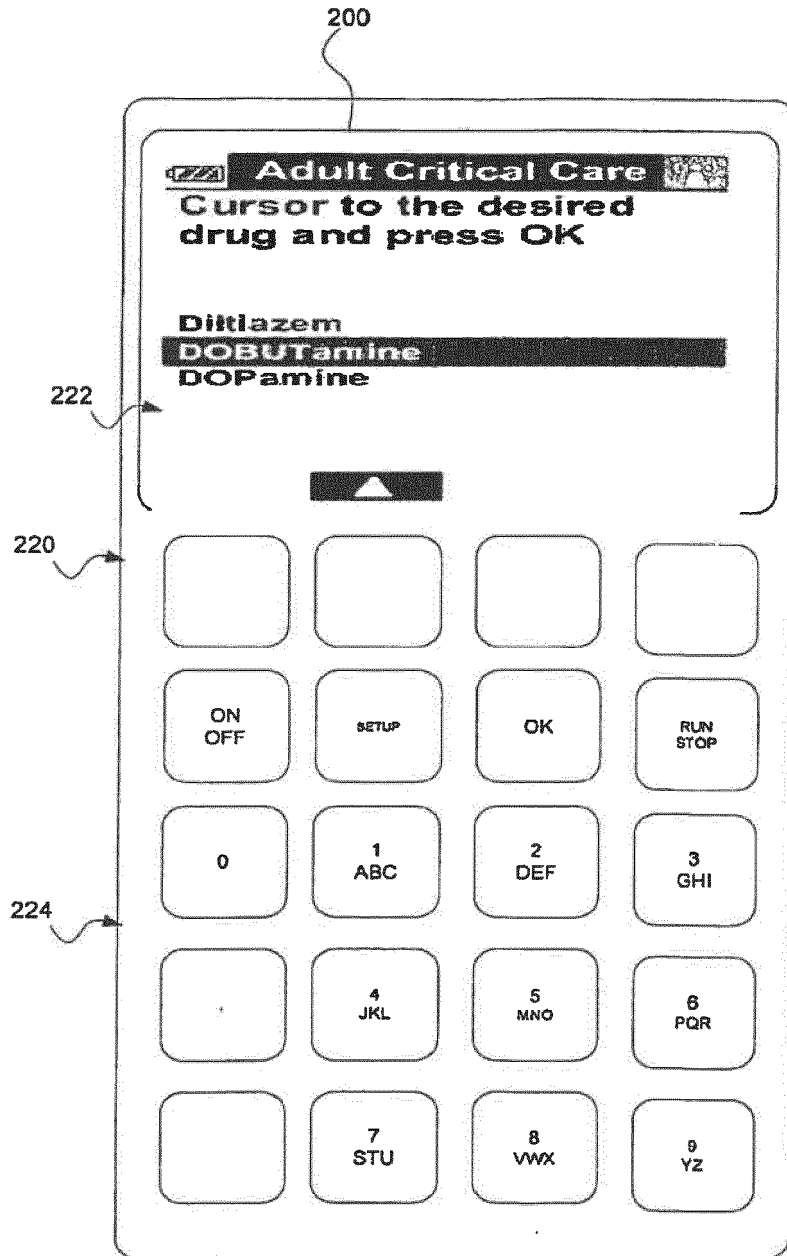 200
Adult Critical Care
Cursor to the desired
drug and press OK
Diltiazem
DOBUTamine
DOPamine
222
220
ON
OFF
SETUP
OK
RUN
STOP
0
1
ABC
2
DEF
3
GHI
224
.
4
JKL
5
MNO
6
PQR
7
STU
8
VWX
9
YZ